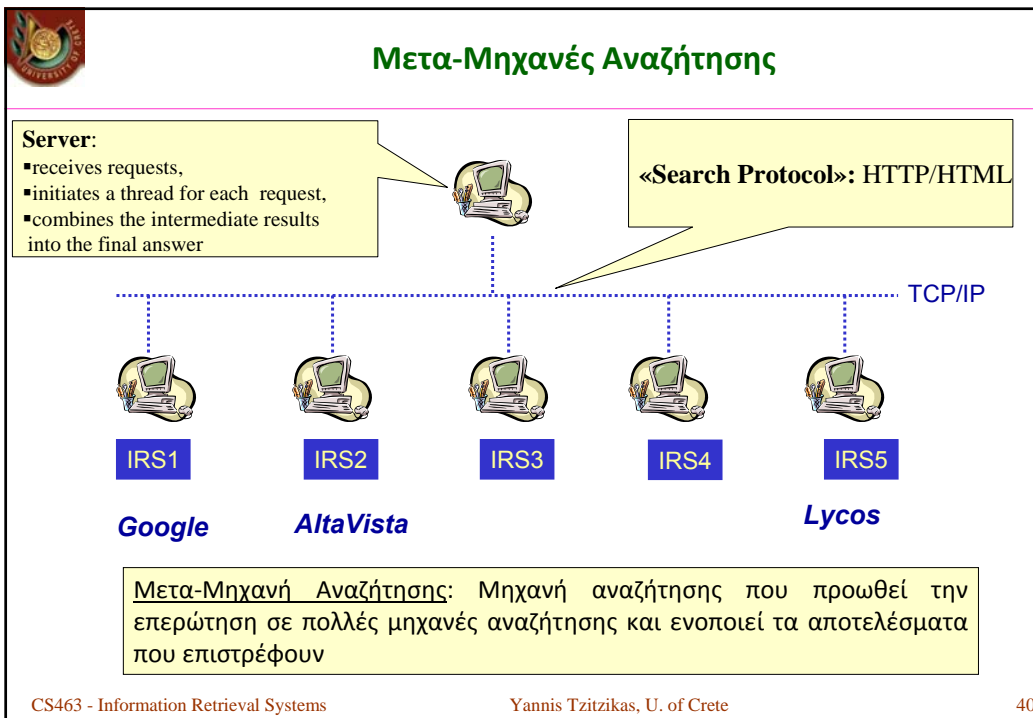 Μετα-Μηχανές Αναζήτησης
Server:
▪receives requests,
▪initiates a thread for each request,
▪combines the intermediate results
into the final answer
«Search Protocol»: HTTP/HTML
TCP/IP
IRS1
IRS2
IRS3
IRS4
IRS5
Google
AltaVista
Lycos
Μετα-Μηχανή Αναζήτησης: Μηχανή αναζήτησης που προωθεί την
επερώτηση σε πολλές μηχανές αναζήτησης και ενοποιεί τα αποτελέσματα
που επιστρέφουν
CS463 - Information Retrieval Systems
Yannis Tzitzikas, U. of Crete
40
UNIVERSITY OF CRETE